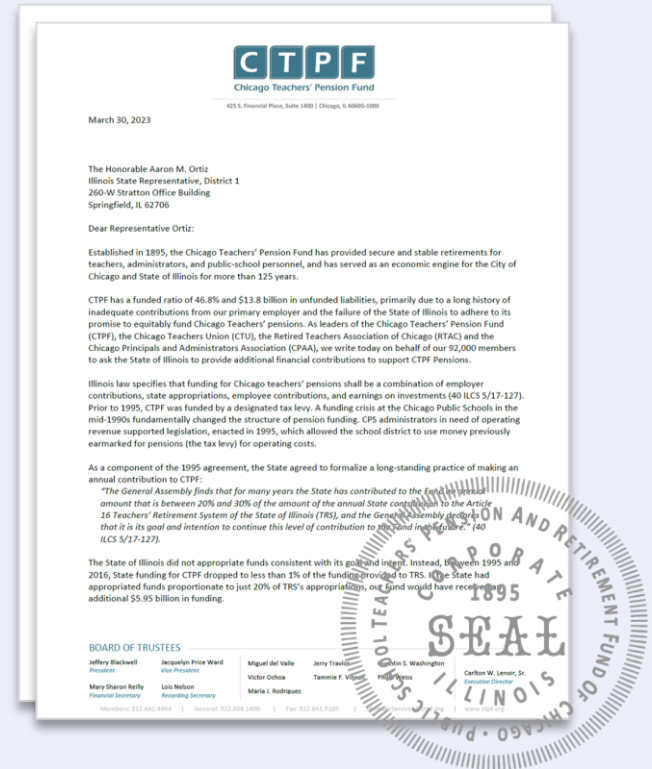 CTPF
Chicago Teachers' Pension Fund
425 S. Financial Place, Suite 1400 | Chicago, IL 60605-1000
March 30, 2023
The Honorable Aaron M. Ortiz
Illinois State Representative, District 1
260-W Stratton Office Building
Springfield, IL 62706
Dear Representative Ortiz:
Established in 1895, the Chicago Teachers' Pension Fund has provided secure and stable retirements for
teachers, administrators, and public-school personnel, and has served as an economic engine for the City of
Chicago and State of Illinois for more than 125 years.
CTPF has a funded ratio of 46.8% and $13.8 billion in unfunded liabilities, primarily due to a long history of
inadequate contributions from our primary employer and the failure of the State of Illinois to adhere to its
promise to equitably fund Chicago Teachers' pensions. As leaders of the Chicago Teachers' Pension Fund
(CTPF), the Chicago Teachers Union (CTU), the Retired Teachers Association of Chicago (RTAC) and the
Chicago Principals and Administrators Association (CPAA), we write today on behalf of our 92,000 members
to ask the State of Illinois to provide additional financial contributions to support CTPF Pensions.
Illinois law specifies that funding for Chicago teachers' pensions shall be a combination of employer
contributions, state appropriations, employee contributions, and earnings on investments (40 ILCS 5/17-127).
Prior to 1995, CTPF was funded by a designated tax levy. A funding crisis at the Chicago Public Schools in the
mid-1990s fundamentally changed the structure of pension funding. CPS administrators in need of operating
revenue supported legislation, enacted in 1995, which allowed the school district to use money previously
earmarked for pensions (the tax levy) for operating costs.
As a component of the 1995 agreement, the State agreed to formalize a long-standing practice of making an
annual contribution to CTPF:
"The General Assembly finds that for many years the State has contributed to the Fund an annual
amount that is between 20% and 30% of the amount of the annual State contribution to the Article
16 Teachers' Retirement System of the State of Illinois (TRS), and the General Assembly declares
that it is its goal and intention to continue this level of contribution to the Fund in the future." (40
ILCS 5/17-127).
The State of Illinois did not appropriate funds consistent with its goal and intent. Instead, between 1995 and
2016, State funding for CTPF dropped to less than 1% of the funding provided to TRS. If the State had
appropriated funds proportionate to just 20% of TRS's appropriations, our Fund would have received an
additional $5.95 billion in funding.
BOARD OF TRUSTEES
Jeffery Blackwell
President
Jacquelyn Price Ward
Vice President
Mary Sharon Reilly
Financial Secretary
Lois Nelson
Recording Secretary
Miguel del Valle
Victor Ochoa
Maria J. Rodriguez
Jerry Travlos
Tammie F.
S. Washington
Weiss
Carlton W. Lenoir, Sr.
Executive Director
Members: 312.641.4464 | General: 312.604.1400 | Fax: 312.641.7185 | www.ctpf.org
PUBLIC SCHOOL TEACHERS PENSION AND RETIREMENT FUND OF CHICAGO
CORPORATE
1895
SEAL
ILLINOIS